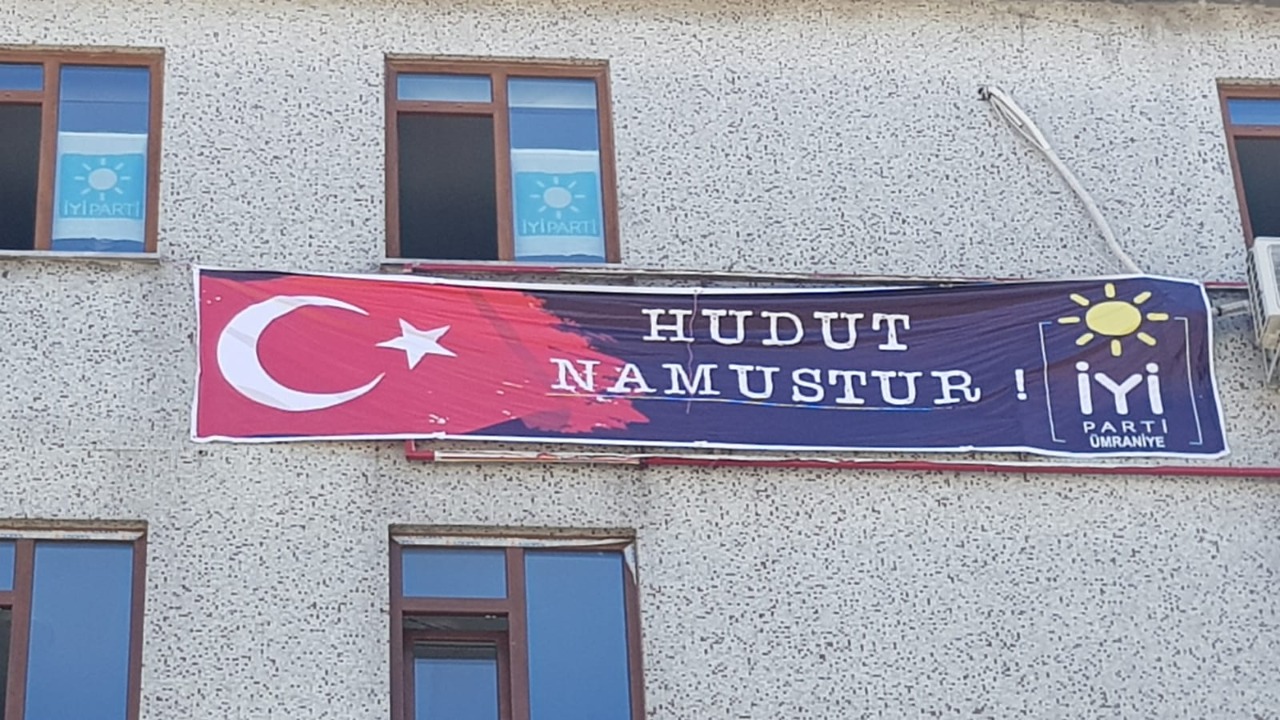 İYİ PARTİ
İYİ PARTİ
HUDUT
NAMUSTUR !
İYİ
PARTİ
ÜMRANİYE